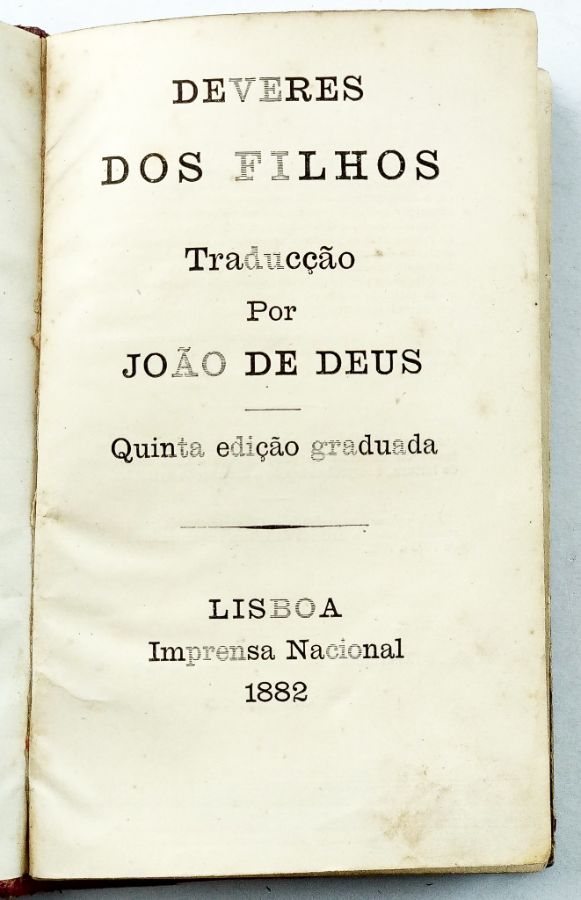 DEVERES
DOS FILHOS
Traducção
Por
JOÃO DE DEUS
Quinta edição graduada
LISBOA
Imprensa Nacional
1882